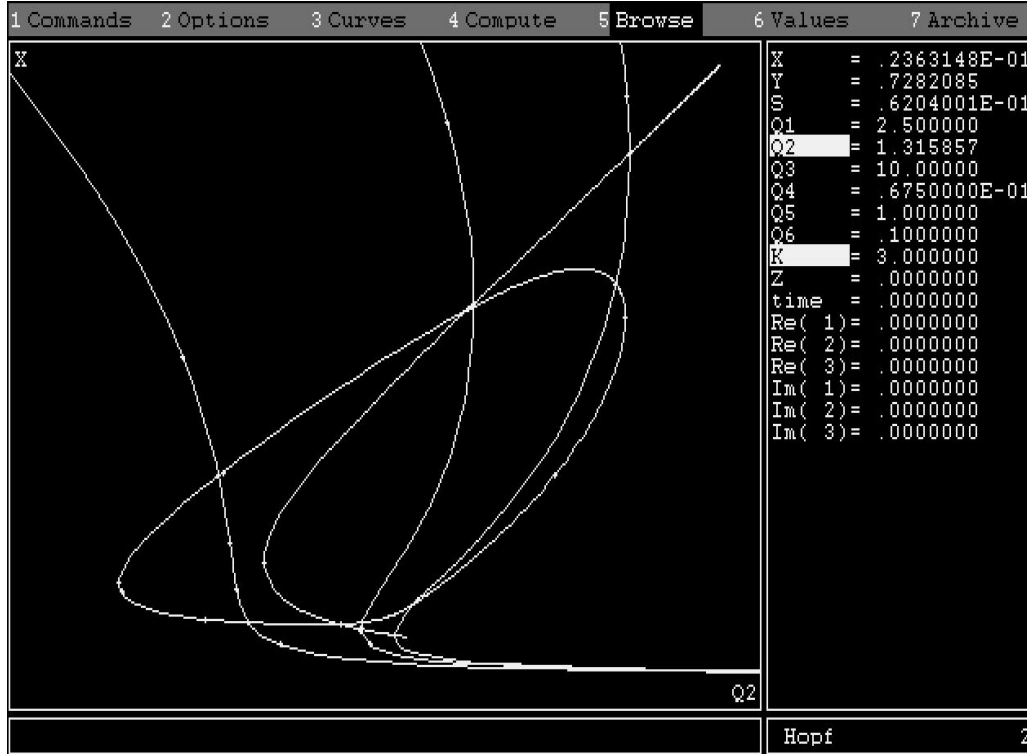 1 Commands 2 Options 3 Curves 4 Compute 5 Browse 6 Values 7 Archive
X
Q2
X = .2363148E-01
Y = .7282085
S = .6204001E-01
Q1 = 2.500000
Q2 = 1.315857
Q3 = 10.00000
Q4 = .6750000E-01
Q5 = 1.000000
Q6 = .1000000
K = 3.000000
Z = .0000000
time = .0000000
Re( 1)= .0000000
Re( 2)= .0000000
Re( 3)= .0000000
Im( 1)= .0000000
Im( 2)= .0000000
Im( 3)= .0000000
Hopf 2